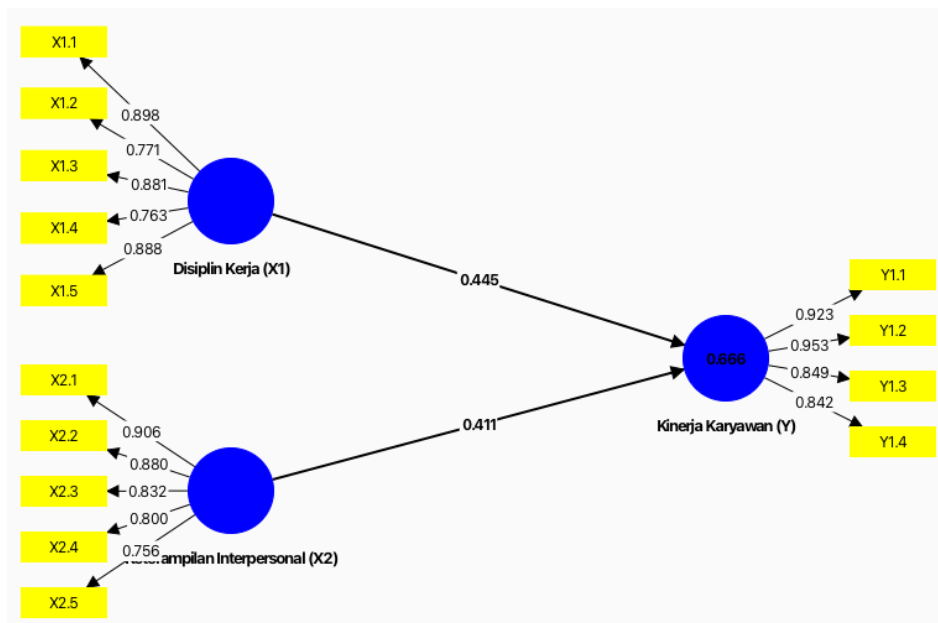 X1.1
X1.2
X1.3
X1.4
X1.5
0.898
0.771
0.881
0.763
0.888
Disiplin Kerja (X1)
0.445
X2.1
X2.2
X2.3
X2.4
X2.5
0.906
0.880
0.832
0.800
0.756
Interpersonal (X2)
0.411
0.666
Kinerja Karyawan (Y)
0.923
0.953
0.849
0.842
Y1.1
Y1.2
Y1.3
Y1.4